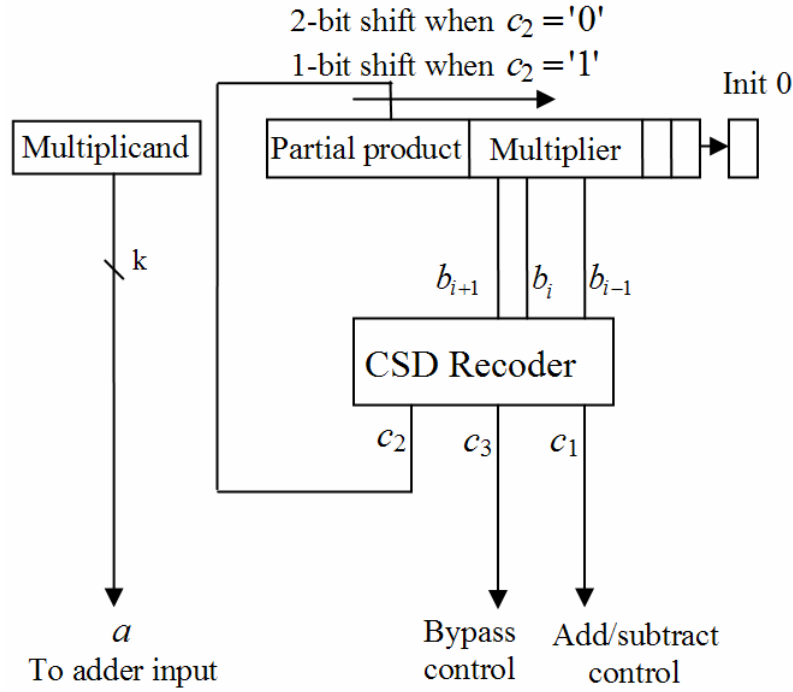 2-bit shift when c₂ = '0'
1-bit shift when c₂ = '1'
Init 0
Multiplicand
Partial product
Multiplier
k
bᵢ₊₁
bᵢ
bᵢ₋₁
CSD Recoder
c₂
c₃
c₁
a
To adder input
Bypass
control
Add/subtract
control